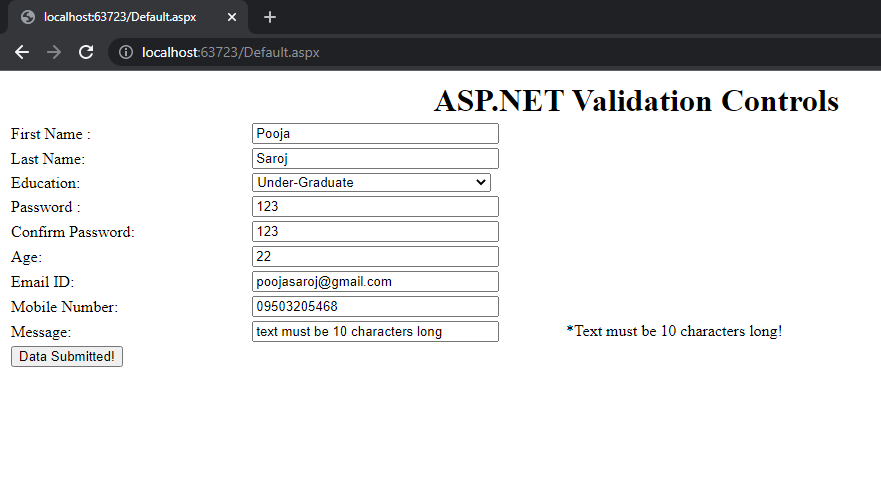 localhost:63723/Default.aspx
localhost:63723/Default.aspx
ASP.NET Validation Controls
First Name : Pooja
Last Name: Saroj
Education: Under-Graduate
Password : 123
Confirm Password: 123
Age: 22
Email ID: poojasaroj@gmail.com
Mobile Number: 09503205468
Message: text must be 10 characters long *Text must be 10 characters long!
Data Submitted!